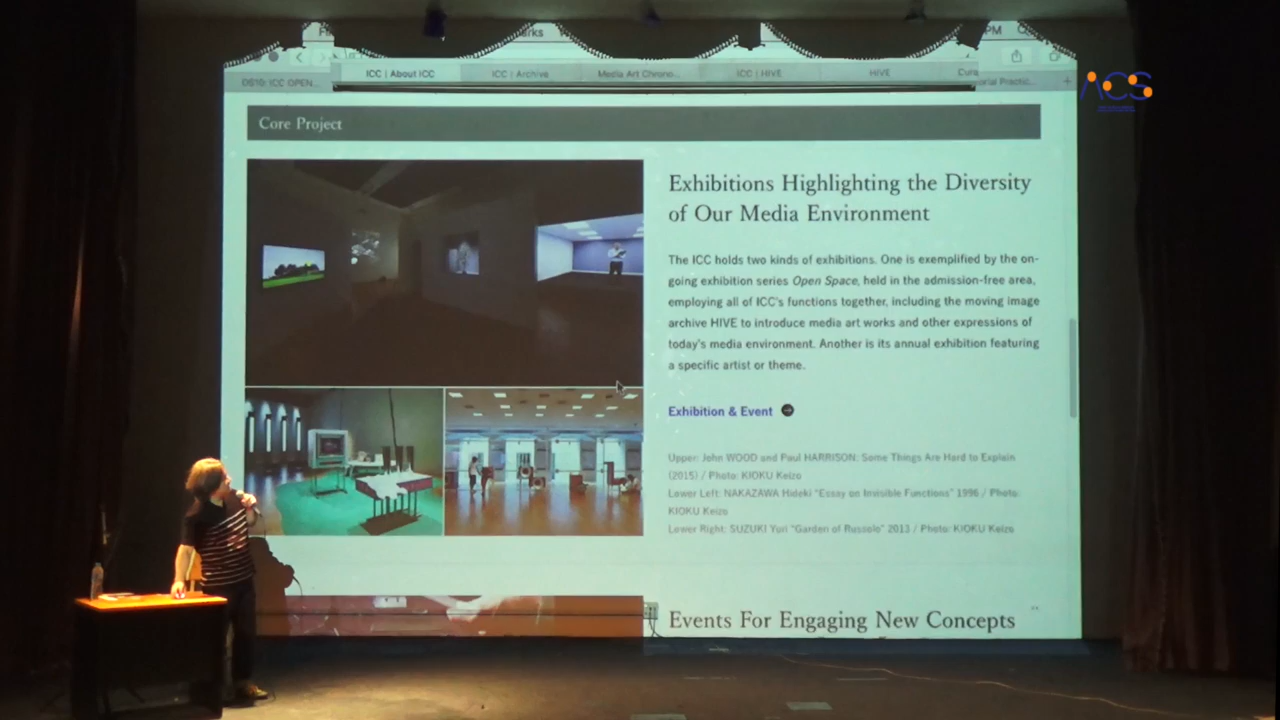 PM
DS10: ICC OPEN...
ICC | About ICC
ICC | Archive
Media Art Chrono...
ICC | HIVE
HIVE
orial Practic...
ACS
Core Project
Exhibitions Highlighting the Diversity
of Our Media Environment
The ICC holds two kinds of exhibitions. One is exemplified by the on-
going exhibition series Open Space, held in the admission-free area,
employing all of ICC's functions together, including the moving image
archive HIVE to introduce media art works and other expressions of
today's media environment. Another is its annual exhibition featuring
a specific artist or theme.
Exhibition & Event
Upper: John WOOD and Paul HARRISON: Some Things Are Hard to Explain
(2015) / Photo: KIOKU Keizo
Lower Left: NAKAZAWA Hideki "Essay on Invisible Functions" 1996 / Photo:
KIOKU Keizo
Lower Right: SUZUKI Yuri "Garden of Russolo" 2013 / Photo: KIOKU Keizo
Events For Engaging New Concepts